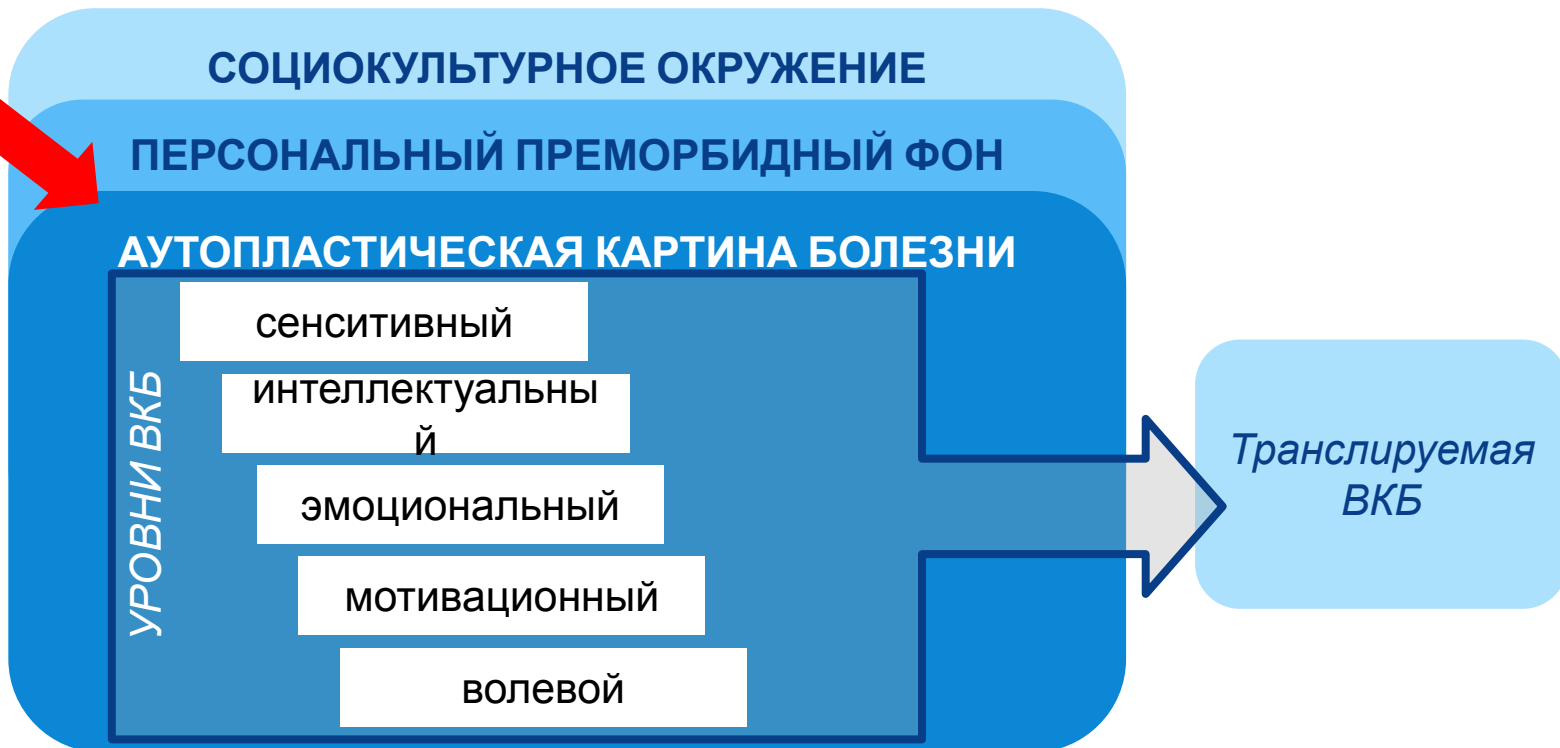 СОЦИОКУЛЬТУРНОЕ ОКРУЖЕНИЕ
ПЕРСОНАЛЬНЫЙ ПРЕМОРБИДНЫЙ ФОН
АУТОПЛАСТИЧЕСКАЯ КАРТИНА БОЛЕЗНИ
УРОВНИ ВКБ
сенситивный
интеллектуальны
й
эмоциональный
мотивационный
волевой
Транслируемая
ВКБ